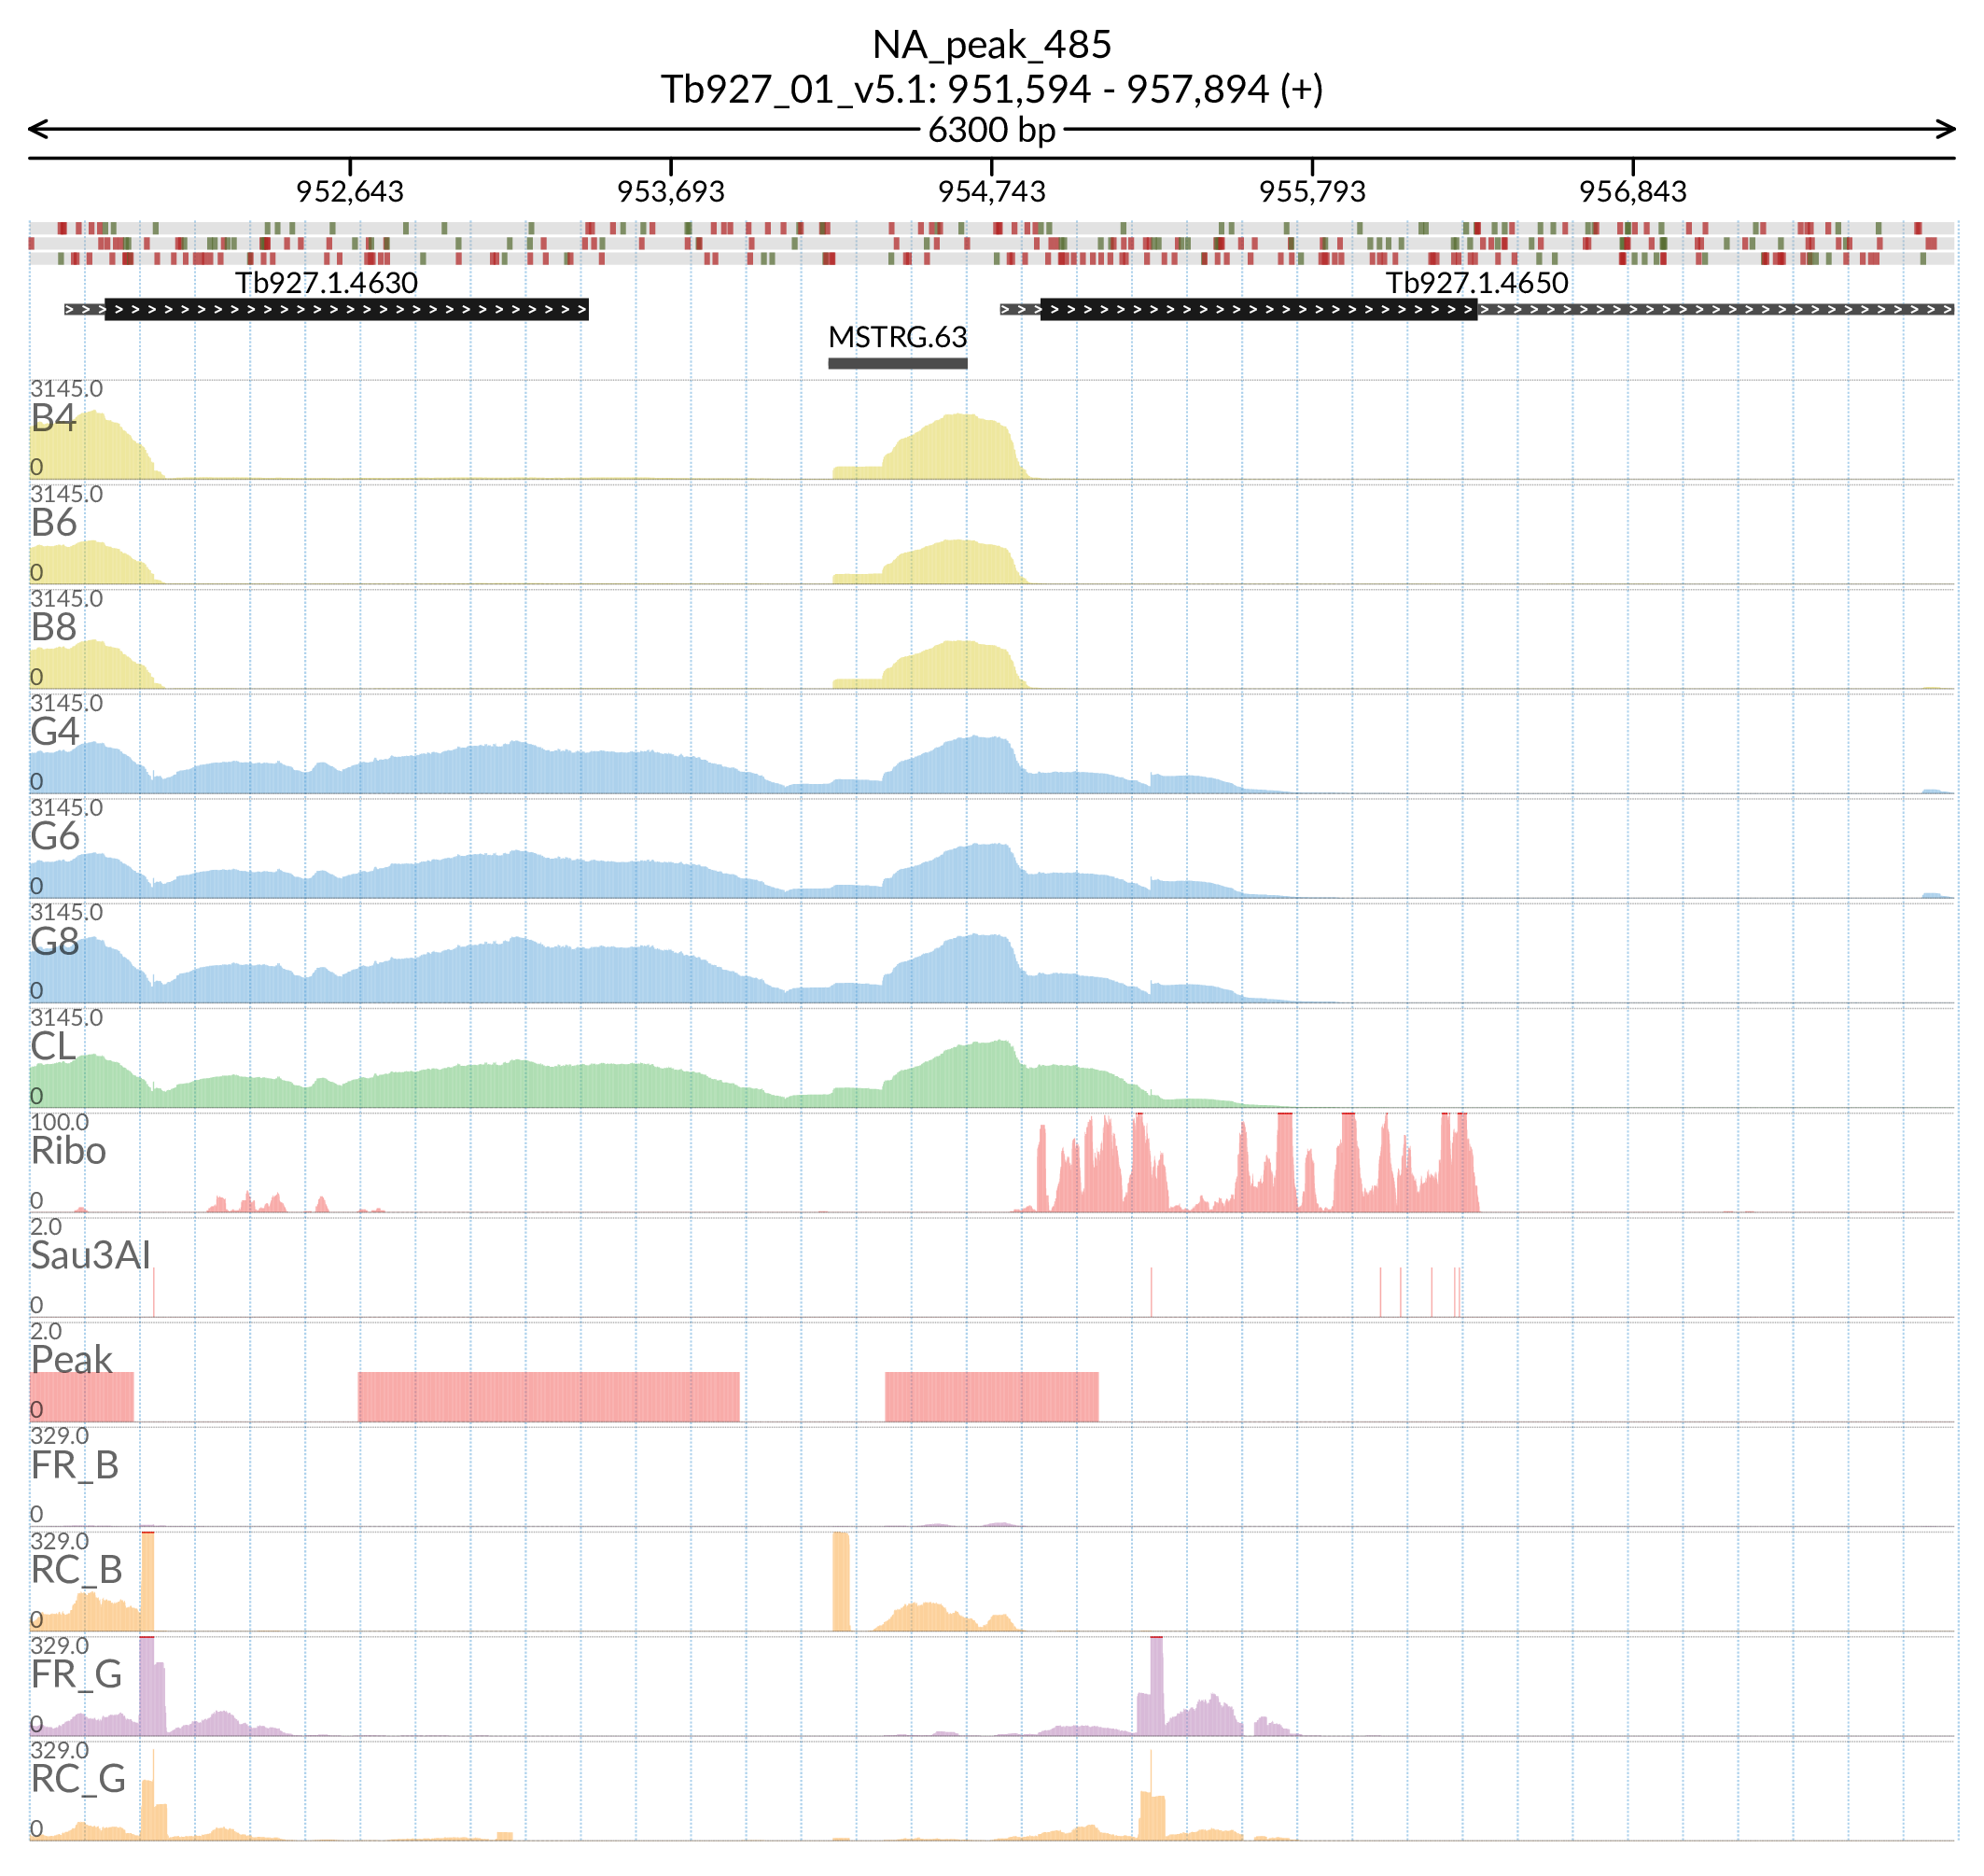 NA_peak_485
Tb927_01_v5.1: 951,594 - 957,894 (+)
6300 bp
952,643 953,693 954,743 955,793 956,843
Tb927.1.4630 Tb927.1.4650
MSTRG.63
3145.0
B4
0
3145.0
B6
0
3145.0
B8
0
3145.0
G4
0
3145.0
G6
0
3145.0
G8
0
3145.0
CL
0
100.0
Ribo
0
2.0
Sau3AI
0
2.0
Peak
0
329.0
FR_B
0
329.0
RC_B
0
329.0
FR_G
0
329.0
RC_G
0